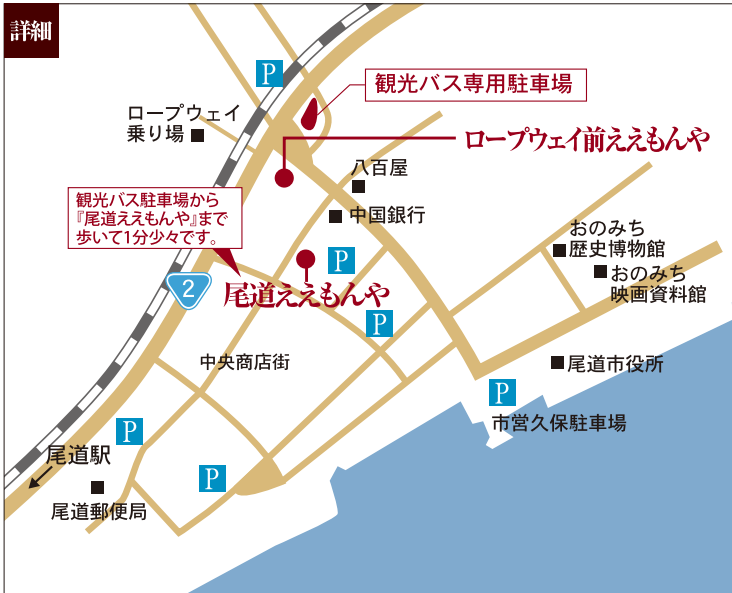 詳細
P
観光バス専用駐車場
ロープウェイ
乗り場
ロープウェイ前ええもんや
八百屋
観光バス駐車場から
『尾道ええもんや』まで
歩いて1分少々です。
中国銀行
おのみち
歴史博物館
P
おのみち
映画資料館
2
尾道ええもんや
P
中央商店街
尾道市役所
P
市営久保駐車場
P
尾道駅
P
尾道郵便局